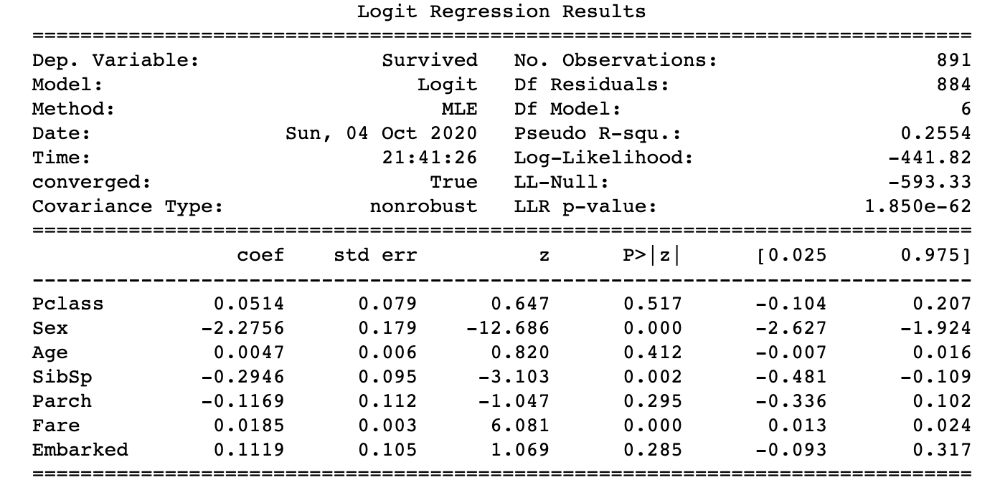 Logit Regression Results
==============================================================================
Dep. Variable:               Survived   No. Observations:                  891
Model:                          Logit   Df Residuals:                      884
Method:                           MLE   Df Model:                            6
Date:                Sun, 04 Oct 2020   Pseudo R-squ.:                  0.2554
Time:                        21:41:26   Log-Likelihood:                -441.82
converged:                       True   LL-Null:                       -593.33
Covariance Type:            nonrobust   LLR p-value:                 1.850e-62
==============================================================================
                 coef    std err          z      P>|z|      [0.025      0.975]
------------------------------------------------------------------------------
Pclass         0.0514      0.079      0.647      0.517      -0.104       0.207
Sex           -2.2756      0.179    -12.686      0.000      -2.627      -1.924
Age            0.0047      0.006      0.820      0.412      -0.007       0.016
SibSp         -0.2946      0.095     -3.103      0.002      -0.481      -0.109
Parch         -0.1169      0.112     -1.047      0.295      -0.336       0.102
Fare           0.0185      0.003      6.081      0.000       0.013       0.024
Embarked       0.1119      0.105      1.069      0.285      -0.093       0.317
==============================================================================